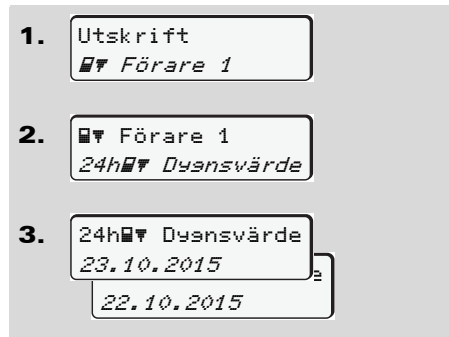 1.
Utskrift
Förare 1
2.
Förare 1
24h Dygnsvärde
3.
24h Dygnsvärde
23.10.2015
e
22.10.2015